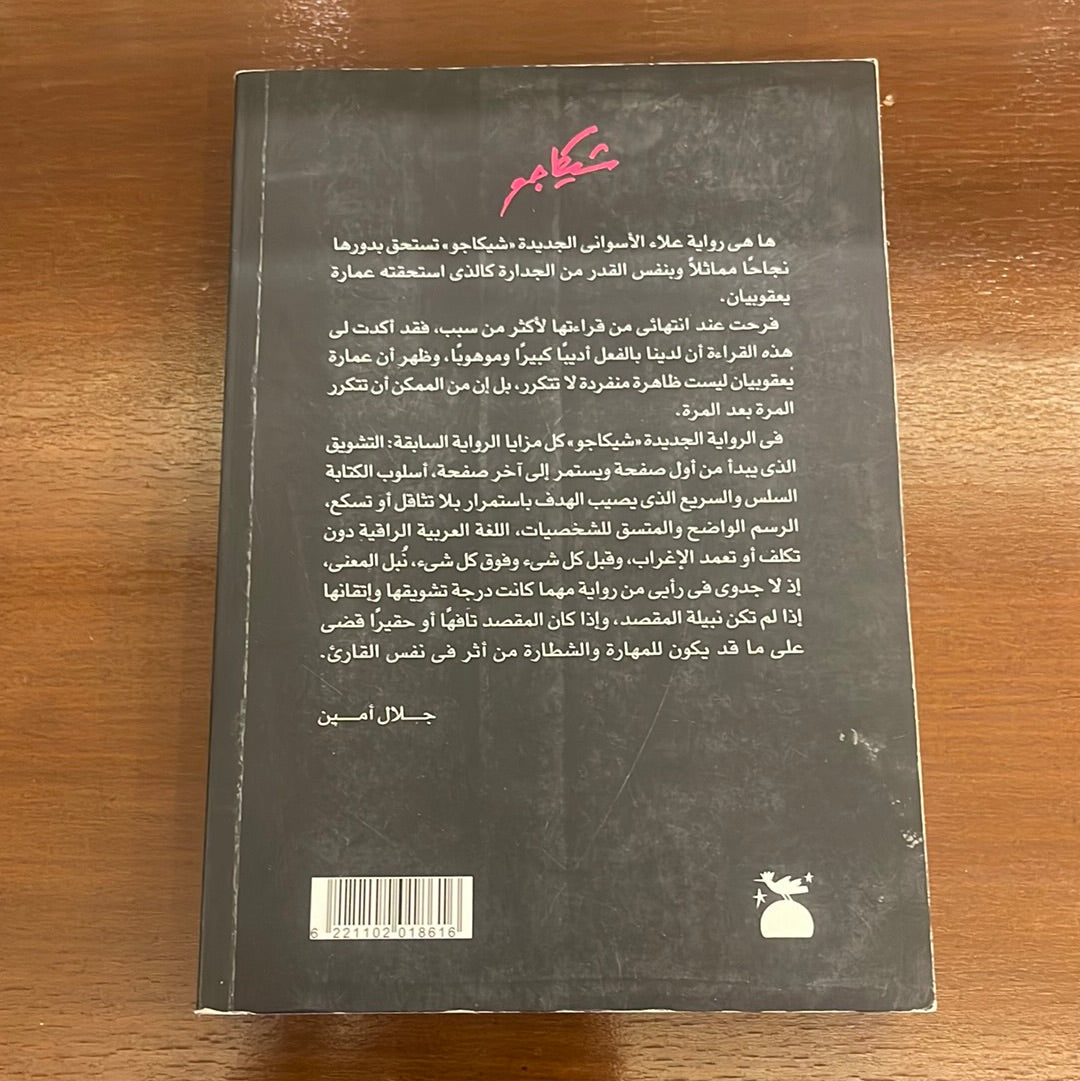 شيكاجو
ها هى رواية علاء الأسوانى الجديدة «شيكاجو» تستحق بدورها
نجاحًا مماثلاً وبنفس القدر من الجدارة كالذى استحقته عمارة
يعقوبيان.
فرحت عند انتهائى من قراءتها لأكثر من سبب، فقد أكدت لى
هذه القراءة أن لدينا بالفعل أديبًا كبيرًا وموهوبًا، وظهر أن عمارة
يعقوبيان ليست ظاهرة منفردة لا تتكرر، بل إن من الممكن أن تتكرر
المرة بعد المرة.
فى الرواية الجديدة «شيكاجو» كل مزايا الرواية السابقة: التشويق
الذى يبدأ من أول صفحة ويستمر إلى آخر صفحة، أسلوب الكتابة
السلس والسريع الذى يصيب الهدف باستمرار بلا تثاقل أو تسكع،
الرسم الواضح والمتسق للشخصيات، اللغة العربية الراقية دون
تكلف أو تعمد الإغراب، وقبل كل شىء وفوق كل شىء، نُبل المعنى،
إذ لا جدوى فى رأيى من رواية مهما كانت درجة تشويقها وإتقانها
إذا لم تكن نبيلة المقصد، وإذا كان المقصد تافهًا أو حقيرًا قضى
على ما قد يكون للمهارة والشطارة من أثر فى نفس القارئ.
جـــلال أمـــين
6 221102 018616